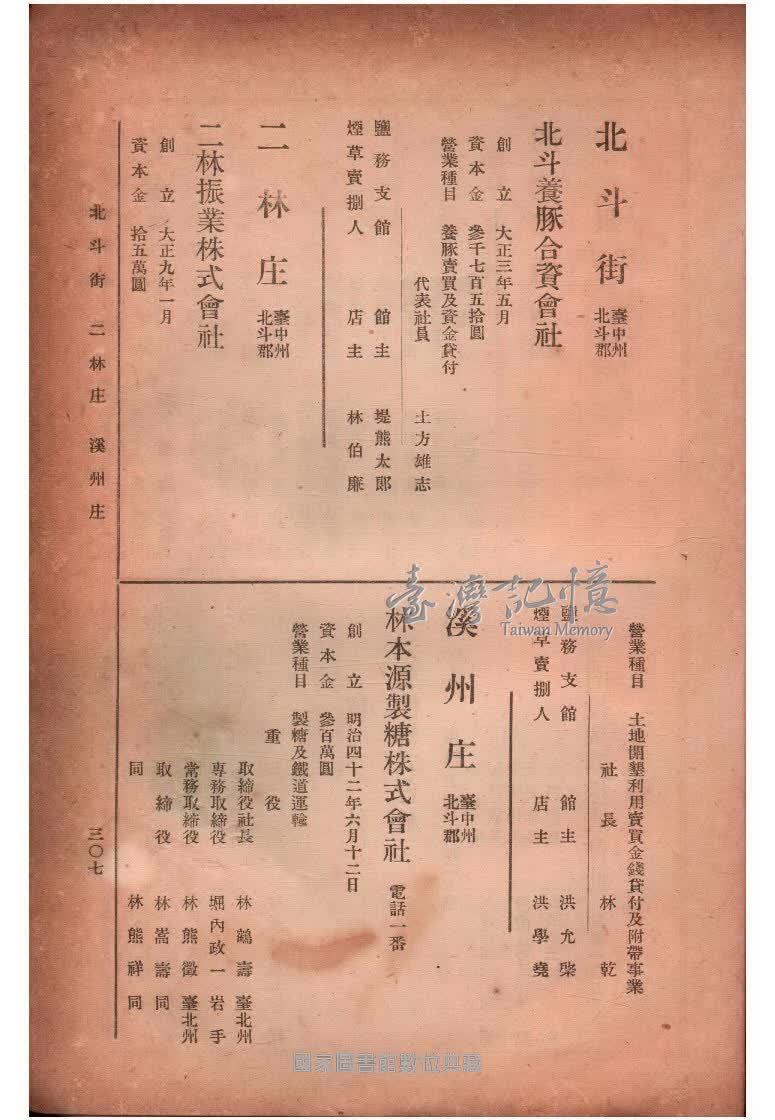 北斗街 臺中州北斗郡
北斗養豚合資會社
創立 大正三年五月
資本金 參千七百五拾圓
營業種目 養豚賣買及資金貸付
代表社員 土方雄志
鹽務支館 館主 堤熊太郎
煙草賣捌人 店主 林伯廉
二林庄 臺中州北斗郡
二林振業株式會社
創立 大正九年一月
資本金 拾五萬圓
營業種目 土地開墾利用賣買金錢貸付及附帶事業
社長 林乾
鹽務支館 館主 洪允
煙草賣捌人 店主 洪學堯
溪州庄 臺中州北斗郡
林本源製糖株式會社 電話一番
創立 明治四十二年六月十二日
資本金 參百萬圓
營業種目 製糖及鐵道運輸
重役
取締役社長 林鶴壽 臺北州
專務取締役 堀內政一 岩手
常務取締役 林熊徵 臺北州
取締役 林嵩壽 同
同 林熊祥 同
北斗街 二林庄 溪州庄
三〇七
臺灣記憶
Taiwan Memory
國家圖書館數位典藏